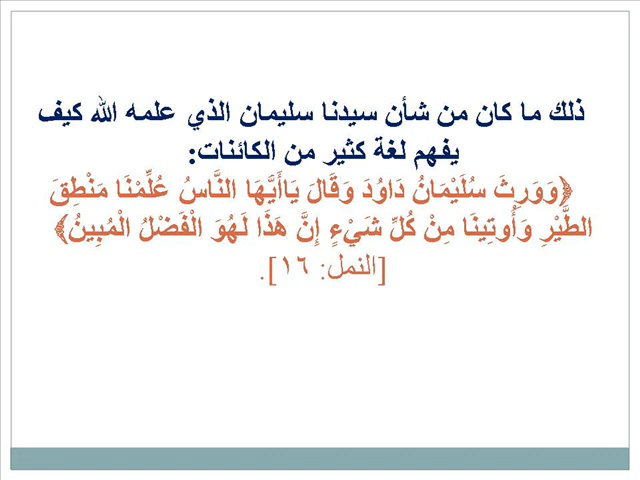 ذلك ما كان من شأن سيدنا سليمان الذي علمه الله كيف
يفهم لغة كثير من الكائنات:
﴿وَوَرِثَ سُلَيْمَانُ دَاوُدَ وَقَالَ يَاأَيُّهَا النَّاسُ عُلِّمْنَا مَنْطِقَ
الطَّيْرِ وَأُوتِينَا مِنْ كُلِّ شَيْءٍ إِنَّ هَذَا لَهُوَ الْفَضْلُ الْمُبِينُ﴾
[النمل: ١٦].